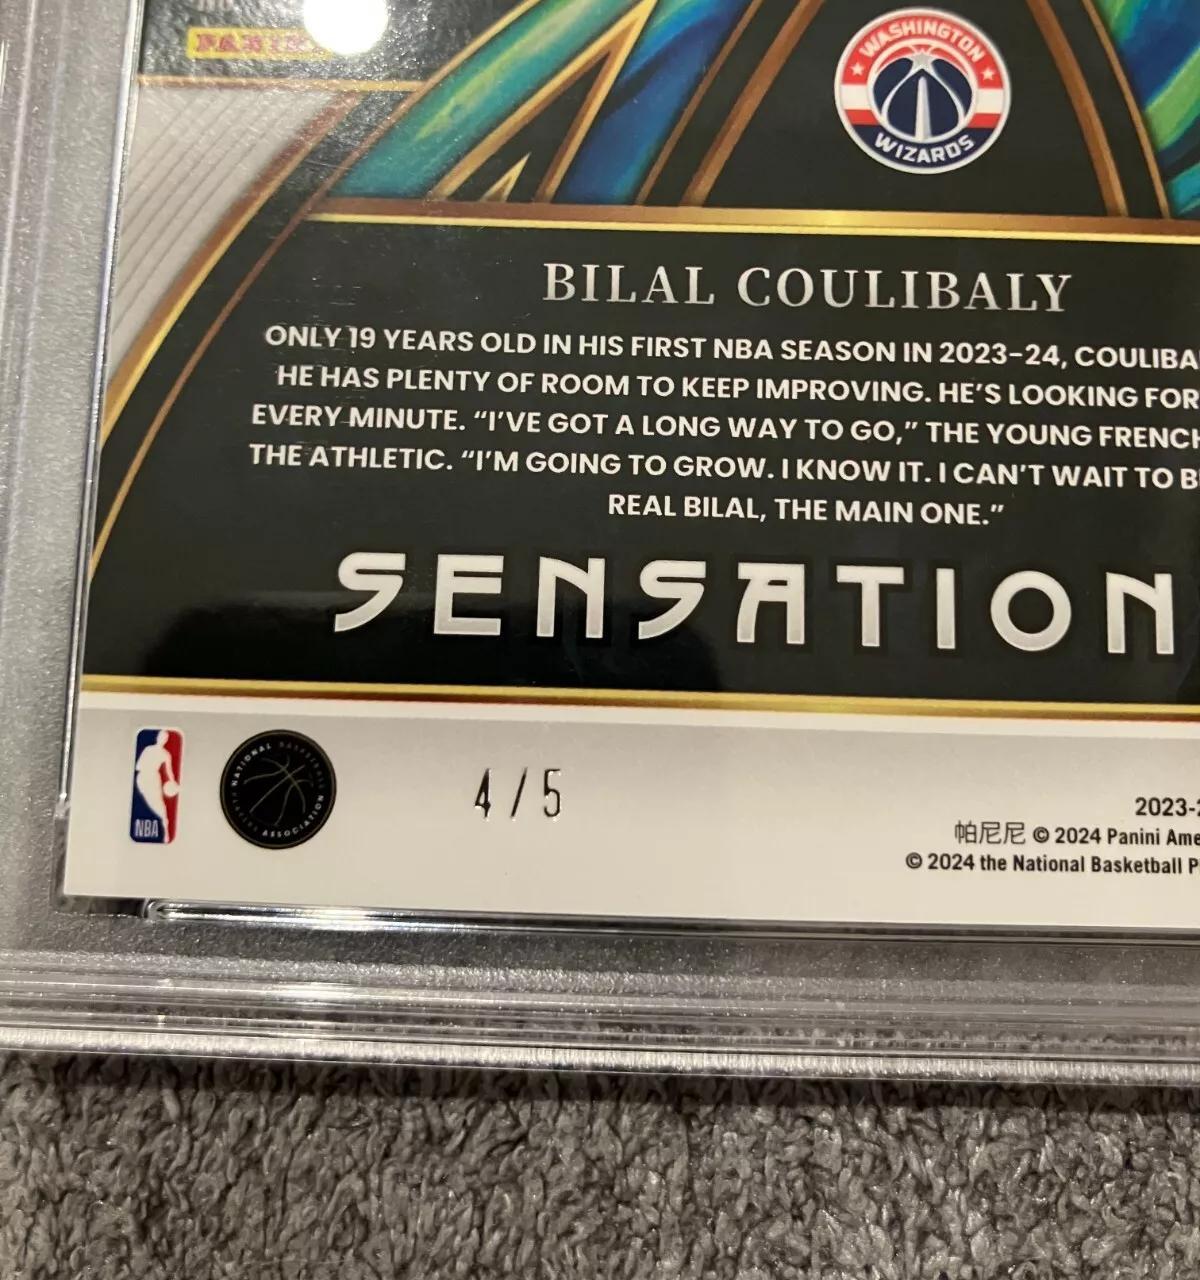 PANINI
WASHINGTON
WIZARDS
BILAL COULIBALY
ONLY 19 YEARS OLD IN HIS FIRST NBA SEASON IN 2023-24, COULIBA
HE HAS PLENTY OF ROOM TO KEEP IMPROVING. HE'S LOOKING FOR
EVERY MINUTE. “I'VE GOT A LONG WAY TO GO,” THE YOUNG FRENCH
THE ATHLETIC. “I'M GOING TO GROW. I KNOW IT. I CAN'T WAIT TO B
REAL BILAL, THE MAIN ONE.”
SENSATION
NBA
NATIONAL BASKETBALL
PLAYERS ASSOCIATION
4/5
2023-2
帕尼尼 © 2024 Panini Ame
© 2024 the National Basketball P